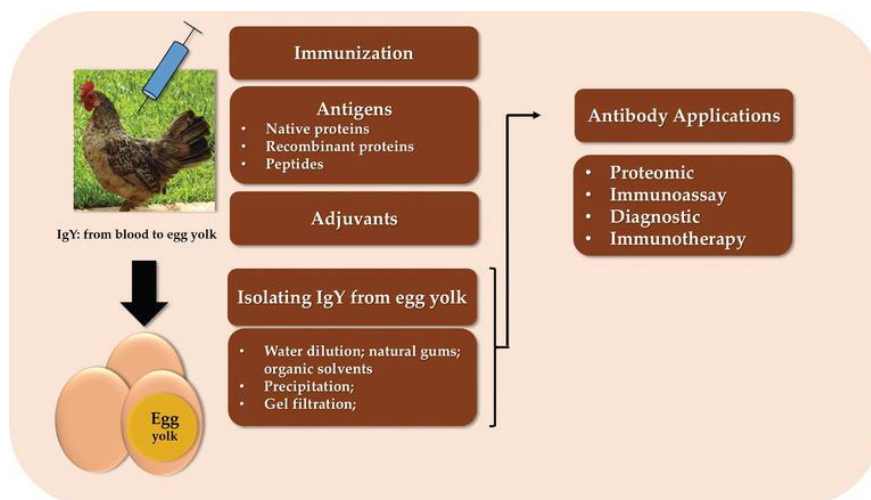 Immunization
Antigens
• Native proteins
• Recombinant proteins
• Peptides
Adjuvants
IgY: from blood to egg yolk
Isolating IgY from egg yolk
• Water dilution; natural gums;
organic solvents
• Precipitation;
• Gel filtration;
Egg
yolk
Antibody Applications
• Proteomic
• Immunoassay
• Diagnostic
• Immunotherapy